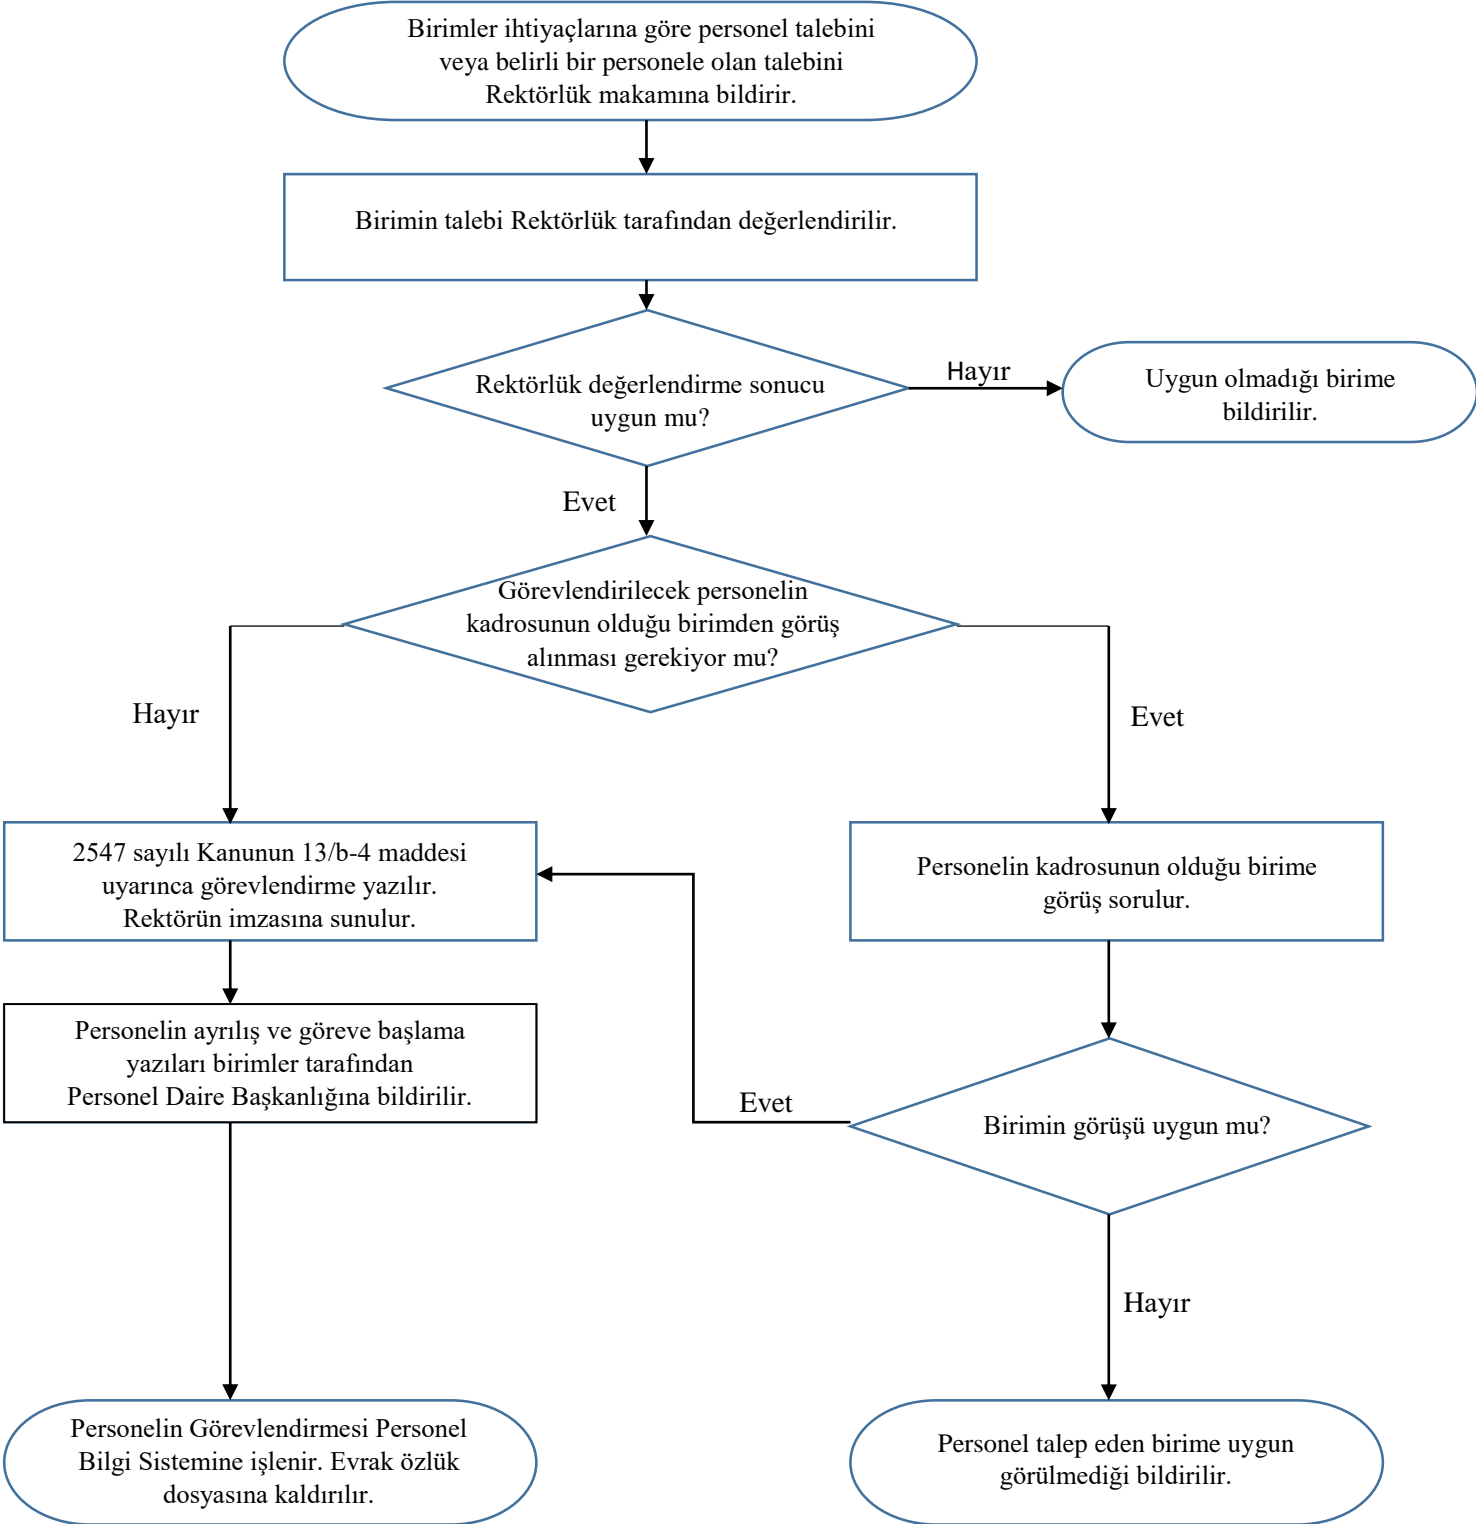 Birimler ihtiyaçlarına göre personel talebini
veya belirli bir personele olan talebini
Rektörlük makamına bildirir.
Birimin talebi Rektörlük tarafından değerlendirilir.
Rektörlük değerlendirme sonucu
uygun mu?
Hayır
Uygun olmadığı birime
bildirilir.
Evet
Görevlendirilecek personelin
kadrosunun olduğu birimden görüş
alınması gerekiyor mu?
Hayır
Evet
2547 sayılı Kanunun 13/b-4 maddesi
uyarınca görevlendirme yazılır.
Rektörün imzasına sunulur.
Personelin kadrosunun olduğu birime
görüş sorulur.
Personelin ayrılış ve göreve başlama
yazıları birimler tarafından
Personel Daire Başkanlığına bildirilir.
Evet
Birimin görüşü uygun mu?
Hayır
Personelin Görevlendirmesi Personel
Bilgi Sistemine işlenir. Evrak özlük
dosyasına kaldırılır.
Personel talep eden birime uygun
görülmediği bildirilir.